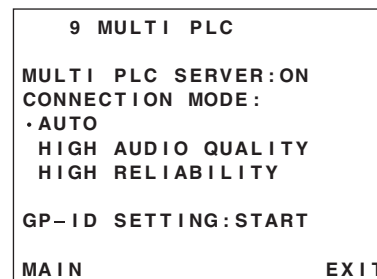 9 MULTI PLC
MULTI PLC SERVER:ON
CONNECTION MODE:
•AUTO
HIGH AUDIO QUALITY
HIGH RELIABILITY
GP–ID SETTING:START
MAIN EXIT